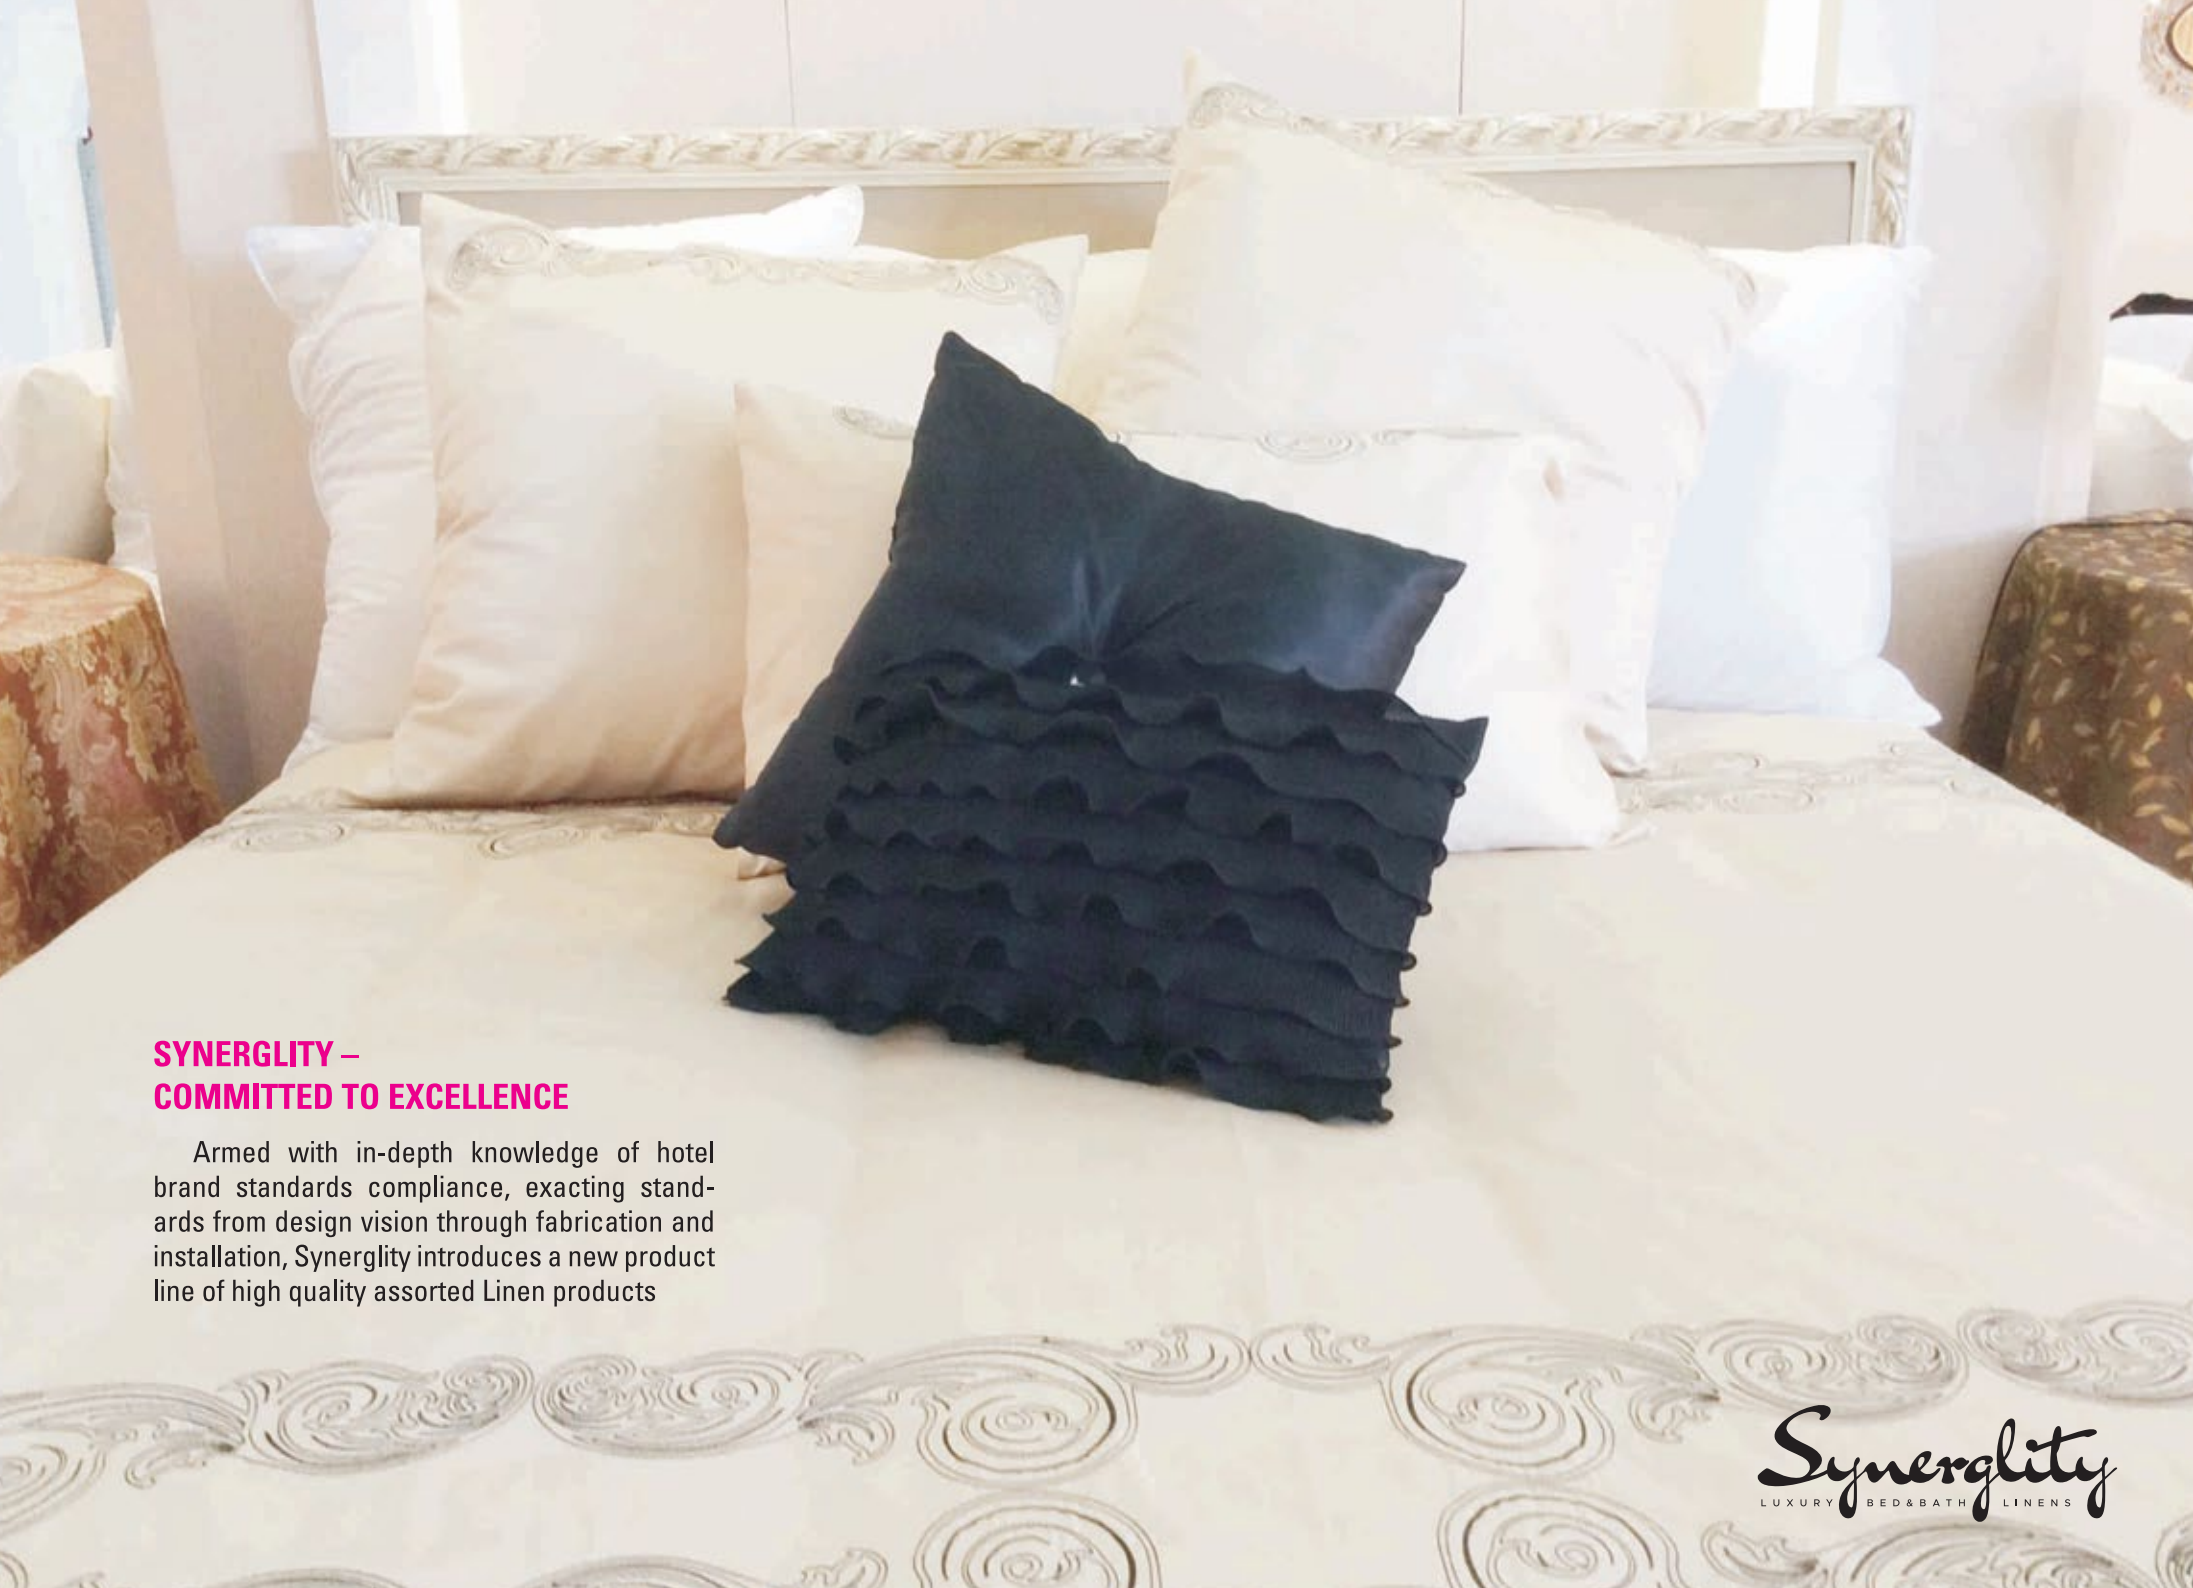 SYNERGLITY –
COMMITTED TO EXCELLENCE
Armed with in-depth knowledge of hotel
brand standards compliance, exacting stand-
ards from design vision through fabrication and
installation, Synerglity introduces a new product
line of high quality assorted Linen products
Synerglity
LUXURY BED&BATH LINENS